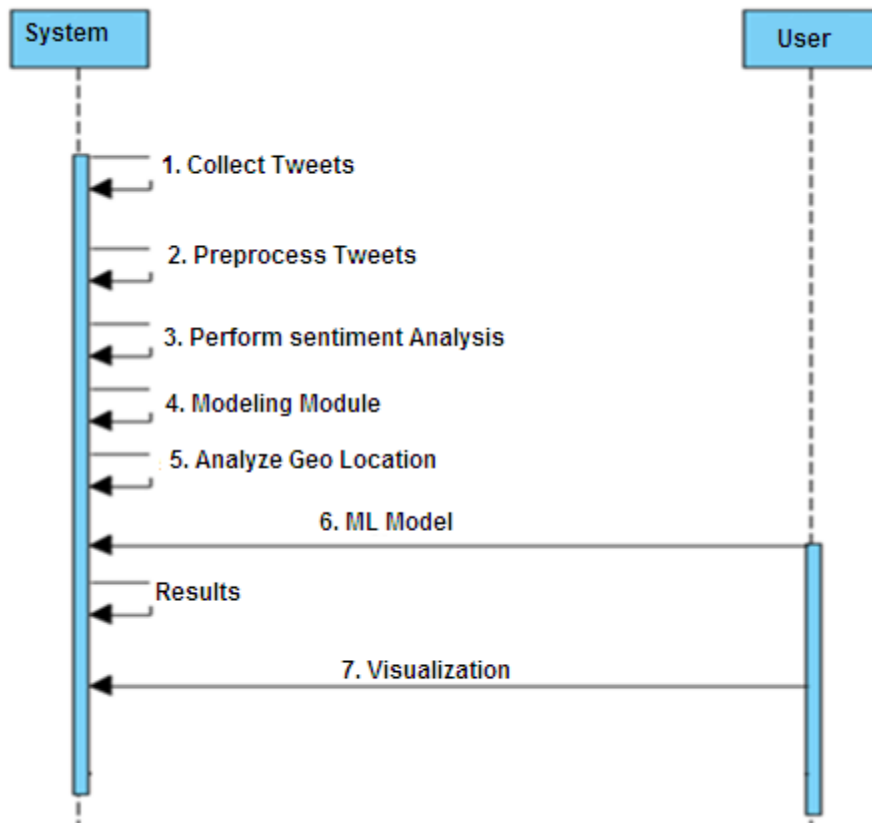 System
User
1. Collect Tweets
2. Preprocess Tweets
3. Perform sentiment Analysis
4. Modeling Module
5. Analyze Geo Location
6. ML Model
Results
7. Visualization